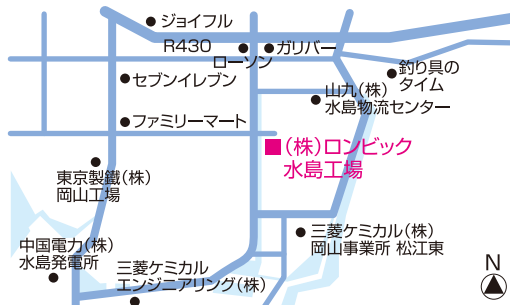 ジョイフル
R430
ローソン
ガリバー
釣り具の
タイム
セブンイレブン
山九(株)
水島物流センター
ファミリーマート
(株)ロンビック
水島工場
東京製鐵(株)
岡山工場
三菱ケミカル(株)
岡山事業所 松江東
中国電力(株)
水島発電所
三菱ケミカル
エンジニアリング(株)
N